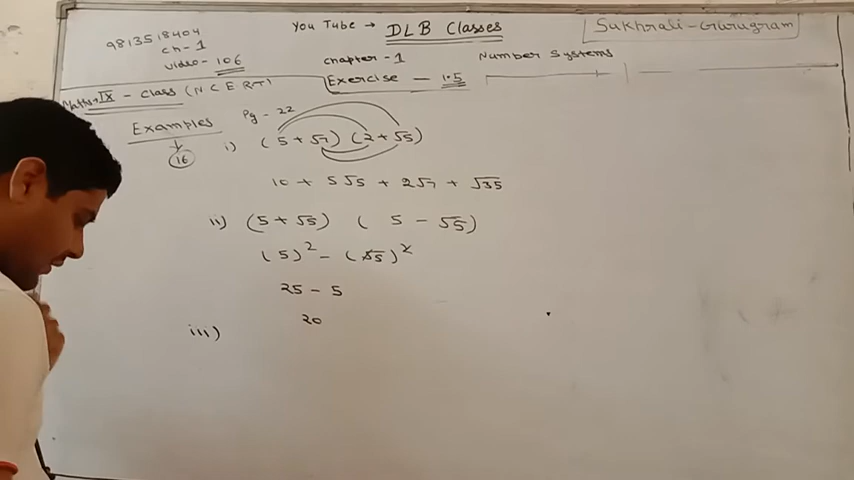 9813518404
ch-1
video-106
You Tube → DLB Classes
Sukhrali-Gurugram
chapter-1
Number Systems
Exercise - 1.5
Maths-IX - Class (NCERT)
Examples
Pg-22
16
i) (5+√7) (2+√5)
10 + 5√5 + 2√7 + √35
ii) (5+√5) (5-√5)
(5)² - (√5)²
25 - 5
20
iii)